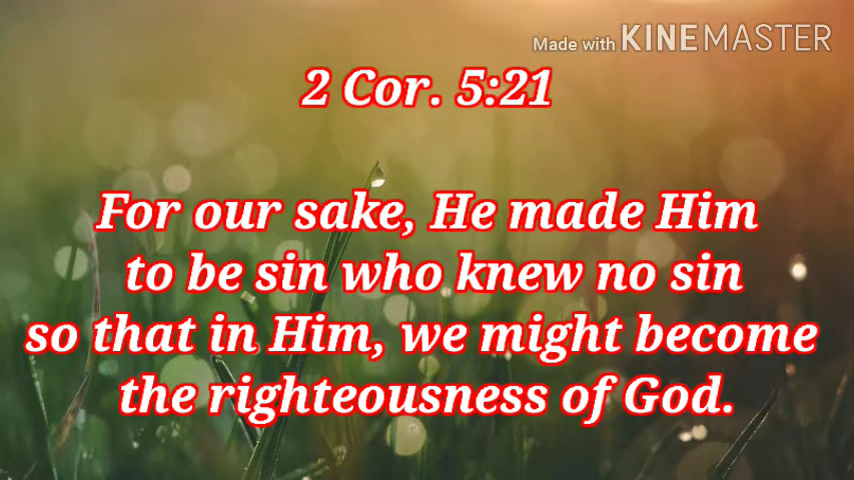 Made with KINEMASTER
2 Cor. 5:21
For our sake, He made Him
to be sin who knew no sin
so that in Him, we might become
the righteousness of God.